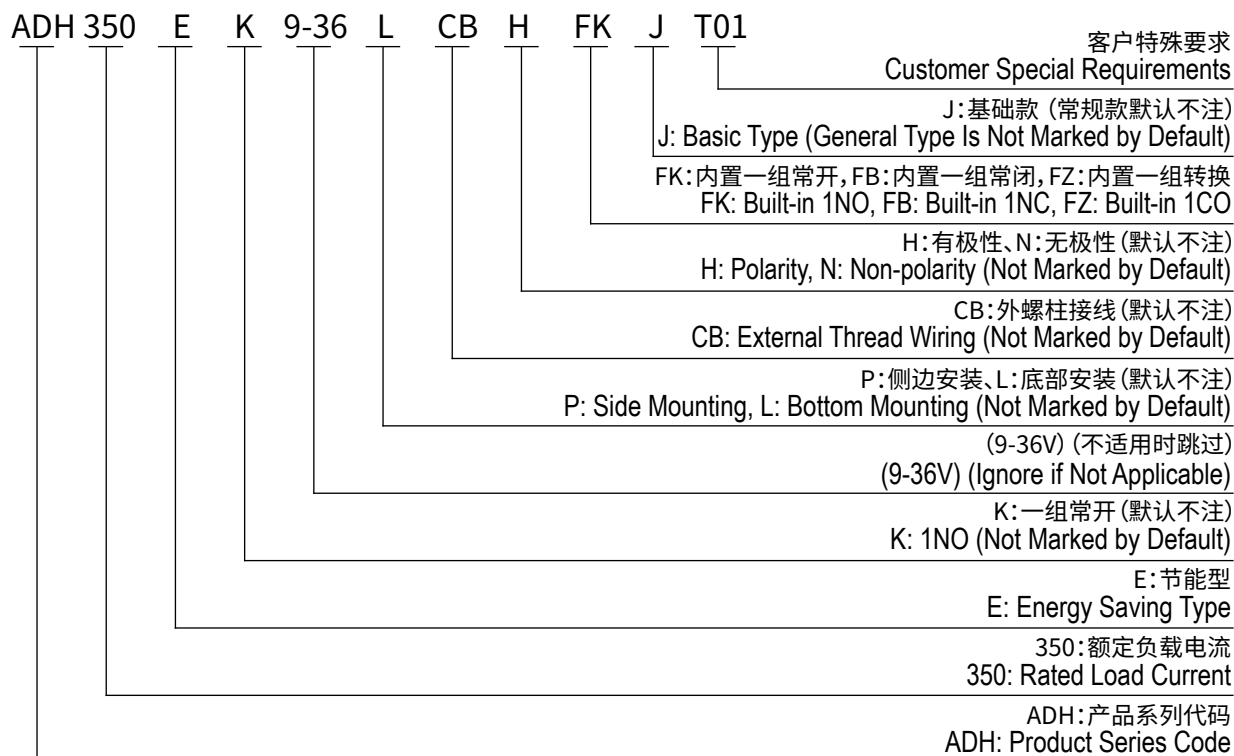 ADH 350 E K 9-36 L CB H FK J T01
客户特殊要求
Customer Special Requirements
J:基础款 (常规款默认不注)
J: Basic Type (General Type Is Not Marked by Default)
FK:内置一组常开,FB:内置一组常闭,FZ:内置一组转换
FK: Built-in 1NO, FB: Built-in 1NC, FZ: Built-in 1CO
H:有极性、N:无极性(默认不注)
H: Polarity, N: Non-polarity (Not Marked by Default)
CB:外螺柱接线(默认不注)
CB: External Thread Wiring (Not Marked by Default)
P:侧边安装、L:底部安装(默认不注)
P: Side Mounting, L: Bottom Mounting (Not Marked by Default)
(9-36V) (不适用时跳过)
(9-36V) (Ignore if Not Applicable)
K:一组常开(默认不注)
K: 1NO (Not Marked by Default)
E:节能型
E: Energy Saving Type
350:额定负载电流
350: Rated Load Current
ADH:产品系列代码
ADH: Product Series Code